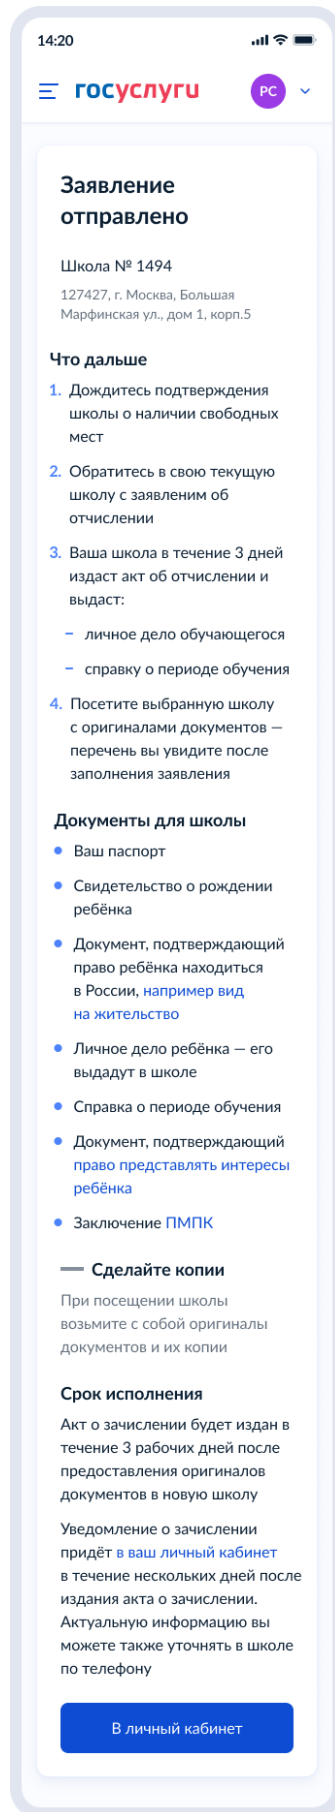 14:20
госуслуги
РС
Заявление
отправлено
Школа № 1494
127427, г. Москва, Большая
Марфинская ул., дом 1, корп.5
Что дальше
1. Дождитесь подтверждения
школы о наличии свободных
мест
2. Обратитесь в свою текущую
школу с заявленим об
отчислении
3. Ваша школа в течение 3 дней
издаст акт об отчислении и
выдаст:
– личное дело обучающегося
– справку о периоде обучения
4. Посетите выбранную школу
с оригиналами документов —
перечень вы увидите после
заполнения заявления
Документы для школы
• Ваш паспорт
• Свидетельство о рождении
ребёнка
• Документ, подтверждающий
право ребёнка находиться
в России, например вид
на жительство
• Личное дело ребёнка — его
выдадут в школе
• Справка о периоде обучения
• Документ, подтверждающий
право представлять интересы
ребёнка
• Заключение ПМПК
Сделайте копии
При посещении школы
возьмите с собой оригиналы
документов и их копии
Срок исполнения
Акт о зачислении будет издан в
течение 3 рабочих дней после
предоставления оригиналов
документов в новую школу
Уведомление о зачислении
придёт в ваш личный кабинет
в течение нескольких дней после
издания акта о зачислении.
Актуальную информацию вы
можете также уточнять в школе
по телефону
В личный кабинет